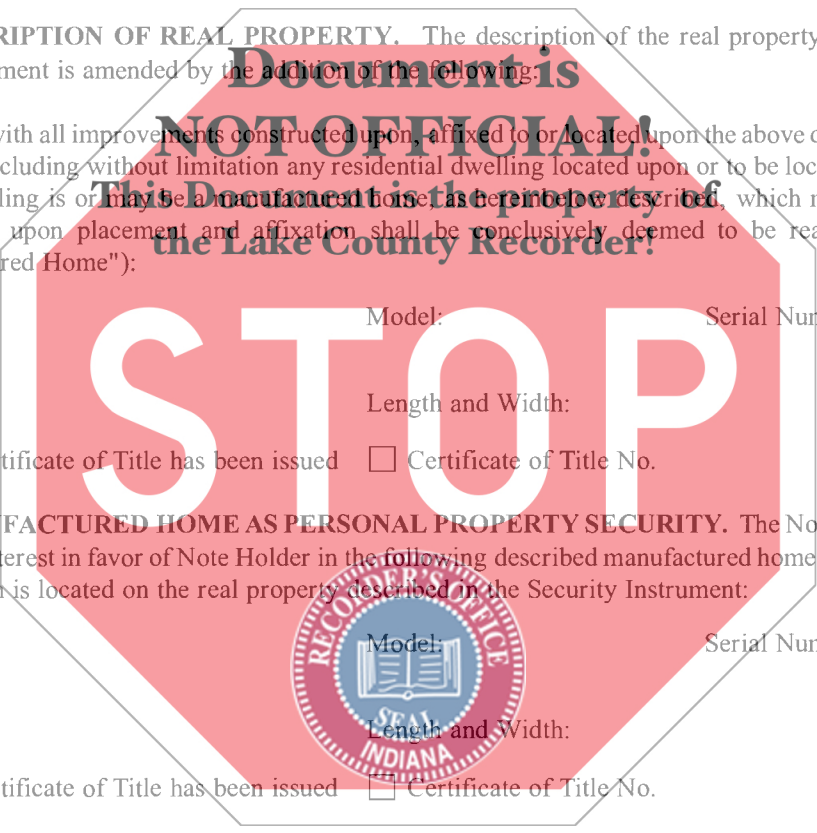 RIPTION OF REAL PROPERTY. The description of the real property
ment is amended by the addition of the following:
Document is
NOT OFFICIAL!
This Document is the property of
the Lake County Recorder!
with all improvements constructed upon, affixed to or located upon the above d
cluding without limitation any residential dwelling located upon or to be loc
ling is or may be a manufactured home, as hereinbelow described, which
upon placement and affixation shall be conclusively deemed to be rea
red Home"):
Model: Serial Num
Length and Width:
STOP
tificate of Title has been issued ☐ Certificate of Title No.
FACTURED HOME AS PERSONAL PROPERTY SECURITY. The No
terest in favor of Note Holder in the following described manufactured home
is located on the real property described in the Security Instrument:
RECORDER'S OFFICE
SEAL
INDIANA
Model: Serial Num
Length and Width:
tificate of Title has been issued ☐ Certificate of Title No.